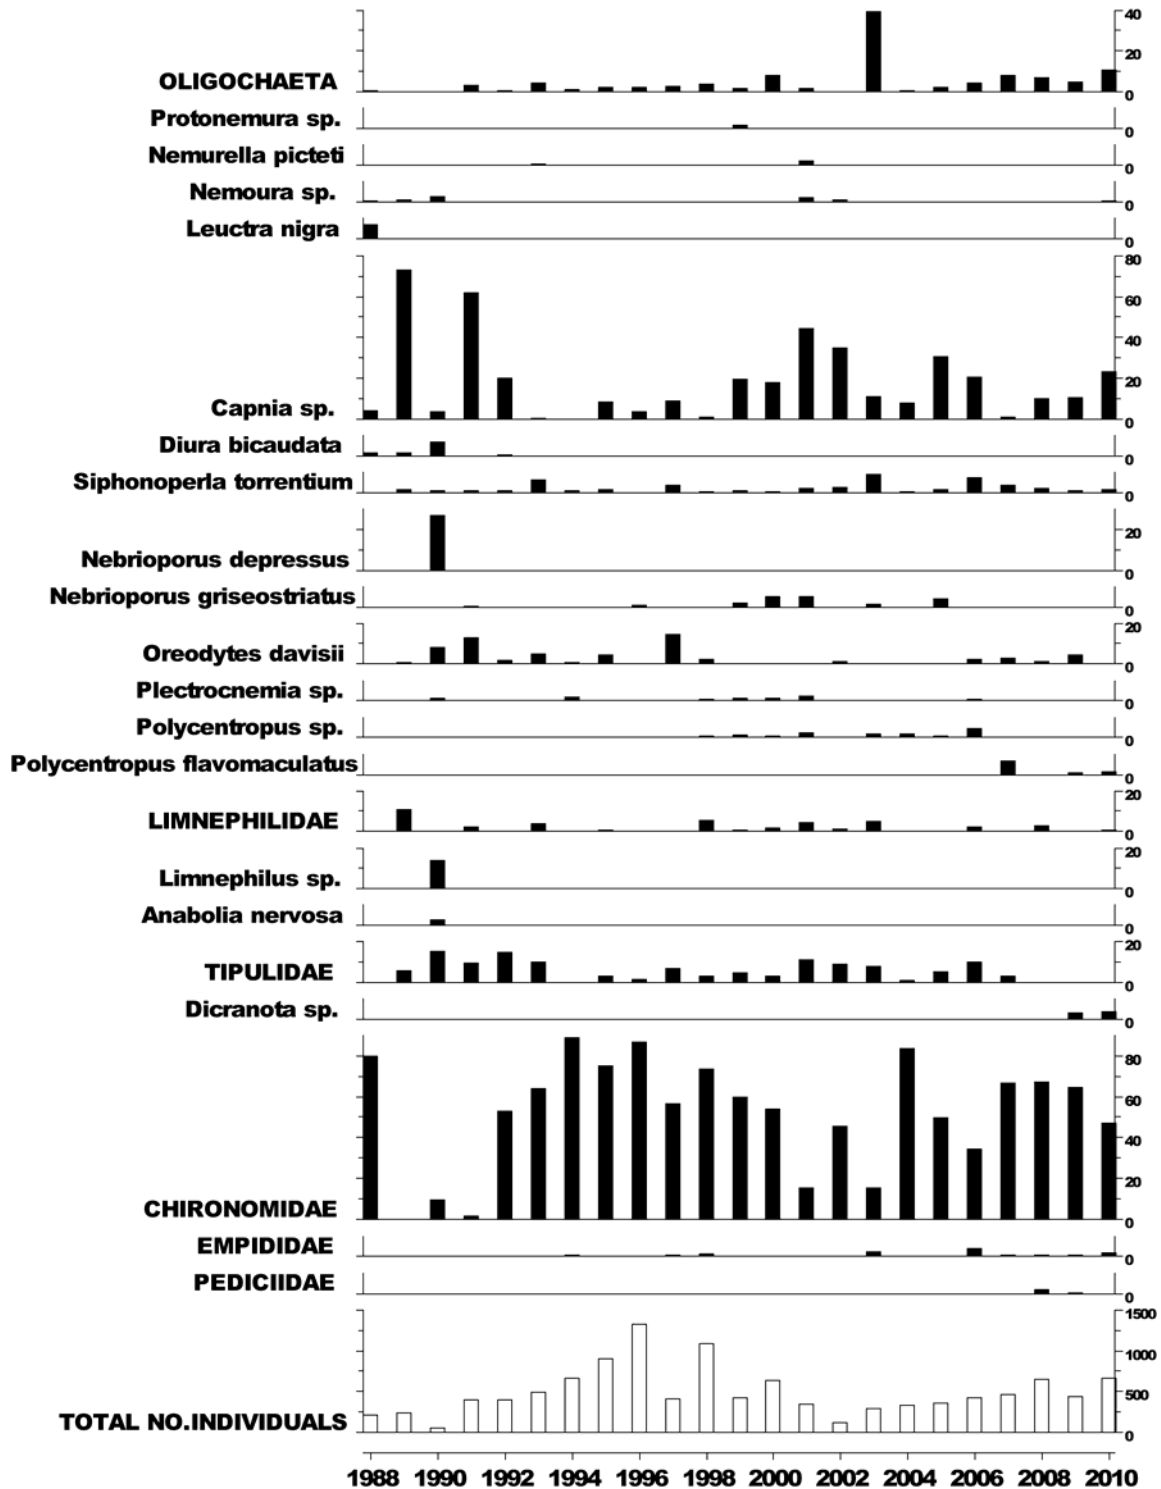 40
20
OLIGOCHAETA 0
Protonemura sp. 0
Nemurella picteti 0
Nemoura sp. 0
Leuctra nigra 0
80
60
40
20
Capnia sp. 0
Diura bicaudata 0
Siphonoperla torrentium 0
20
Nebrioporus depressus 0
Nebrioporus griseostriatus 0
20
Oreodytes davisii 0
Plectrocnemia sp. 0
Polycentropus sp. 0
Polycentropus flavomaculatus 0
20
LIMNEPHILIDAE 0
20
Limnephilus sp. 0
Anabolia nervosa 0
20
TIPULIDAE 0
Dicranota sp. 0
80
60
40
20
CHIRONOMIDAE 0
EMPIDIDAE 0
PEDICIIDAE 0
1500
1000
500
TOTAL NO.INDIVIDUALS 0
1988 1990 1992 1994 1996 1998 2000 2002 2004 2006 2008 2010